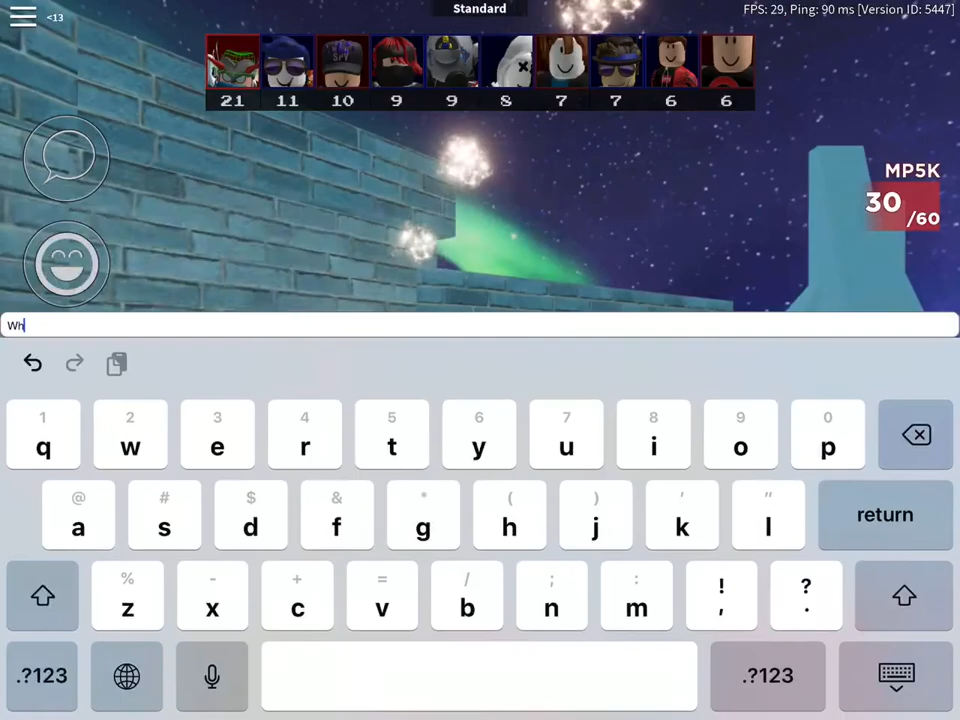 Standard
FPS: 29, Ping: 90 ms [Version ID: 5447]
<13
SPY
21 11 10 9 9 8 7 7 6 6
MP5K
30 /60
Wh
1 2 3 4 5 6 7 8 9 0
q w e r t y u i o p
@ # $ & * ( ) ' "
a s d f g h j k l return
% - + = / ; : ! ?
z x c v b n m , .
.?123 .?123